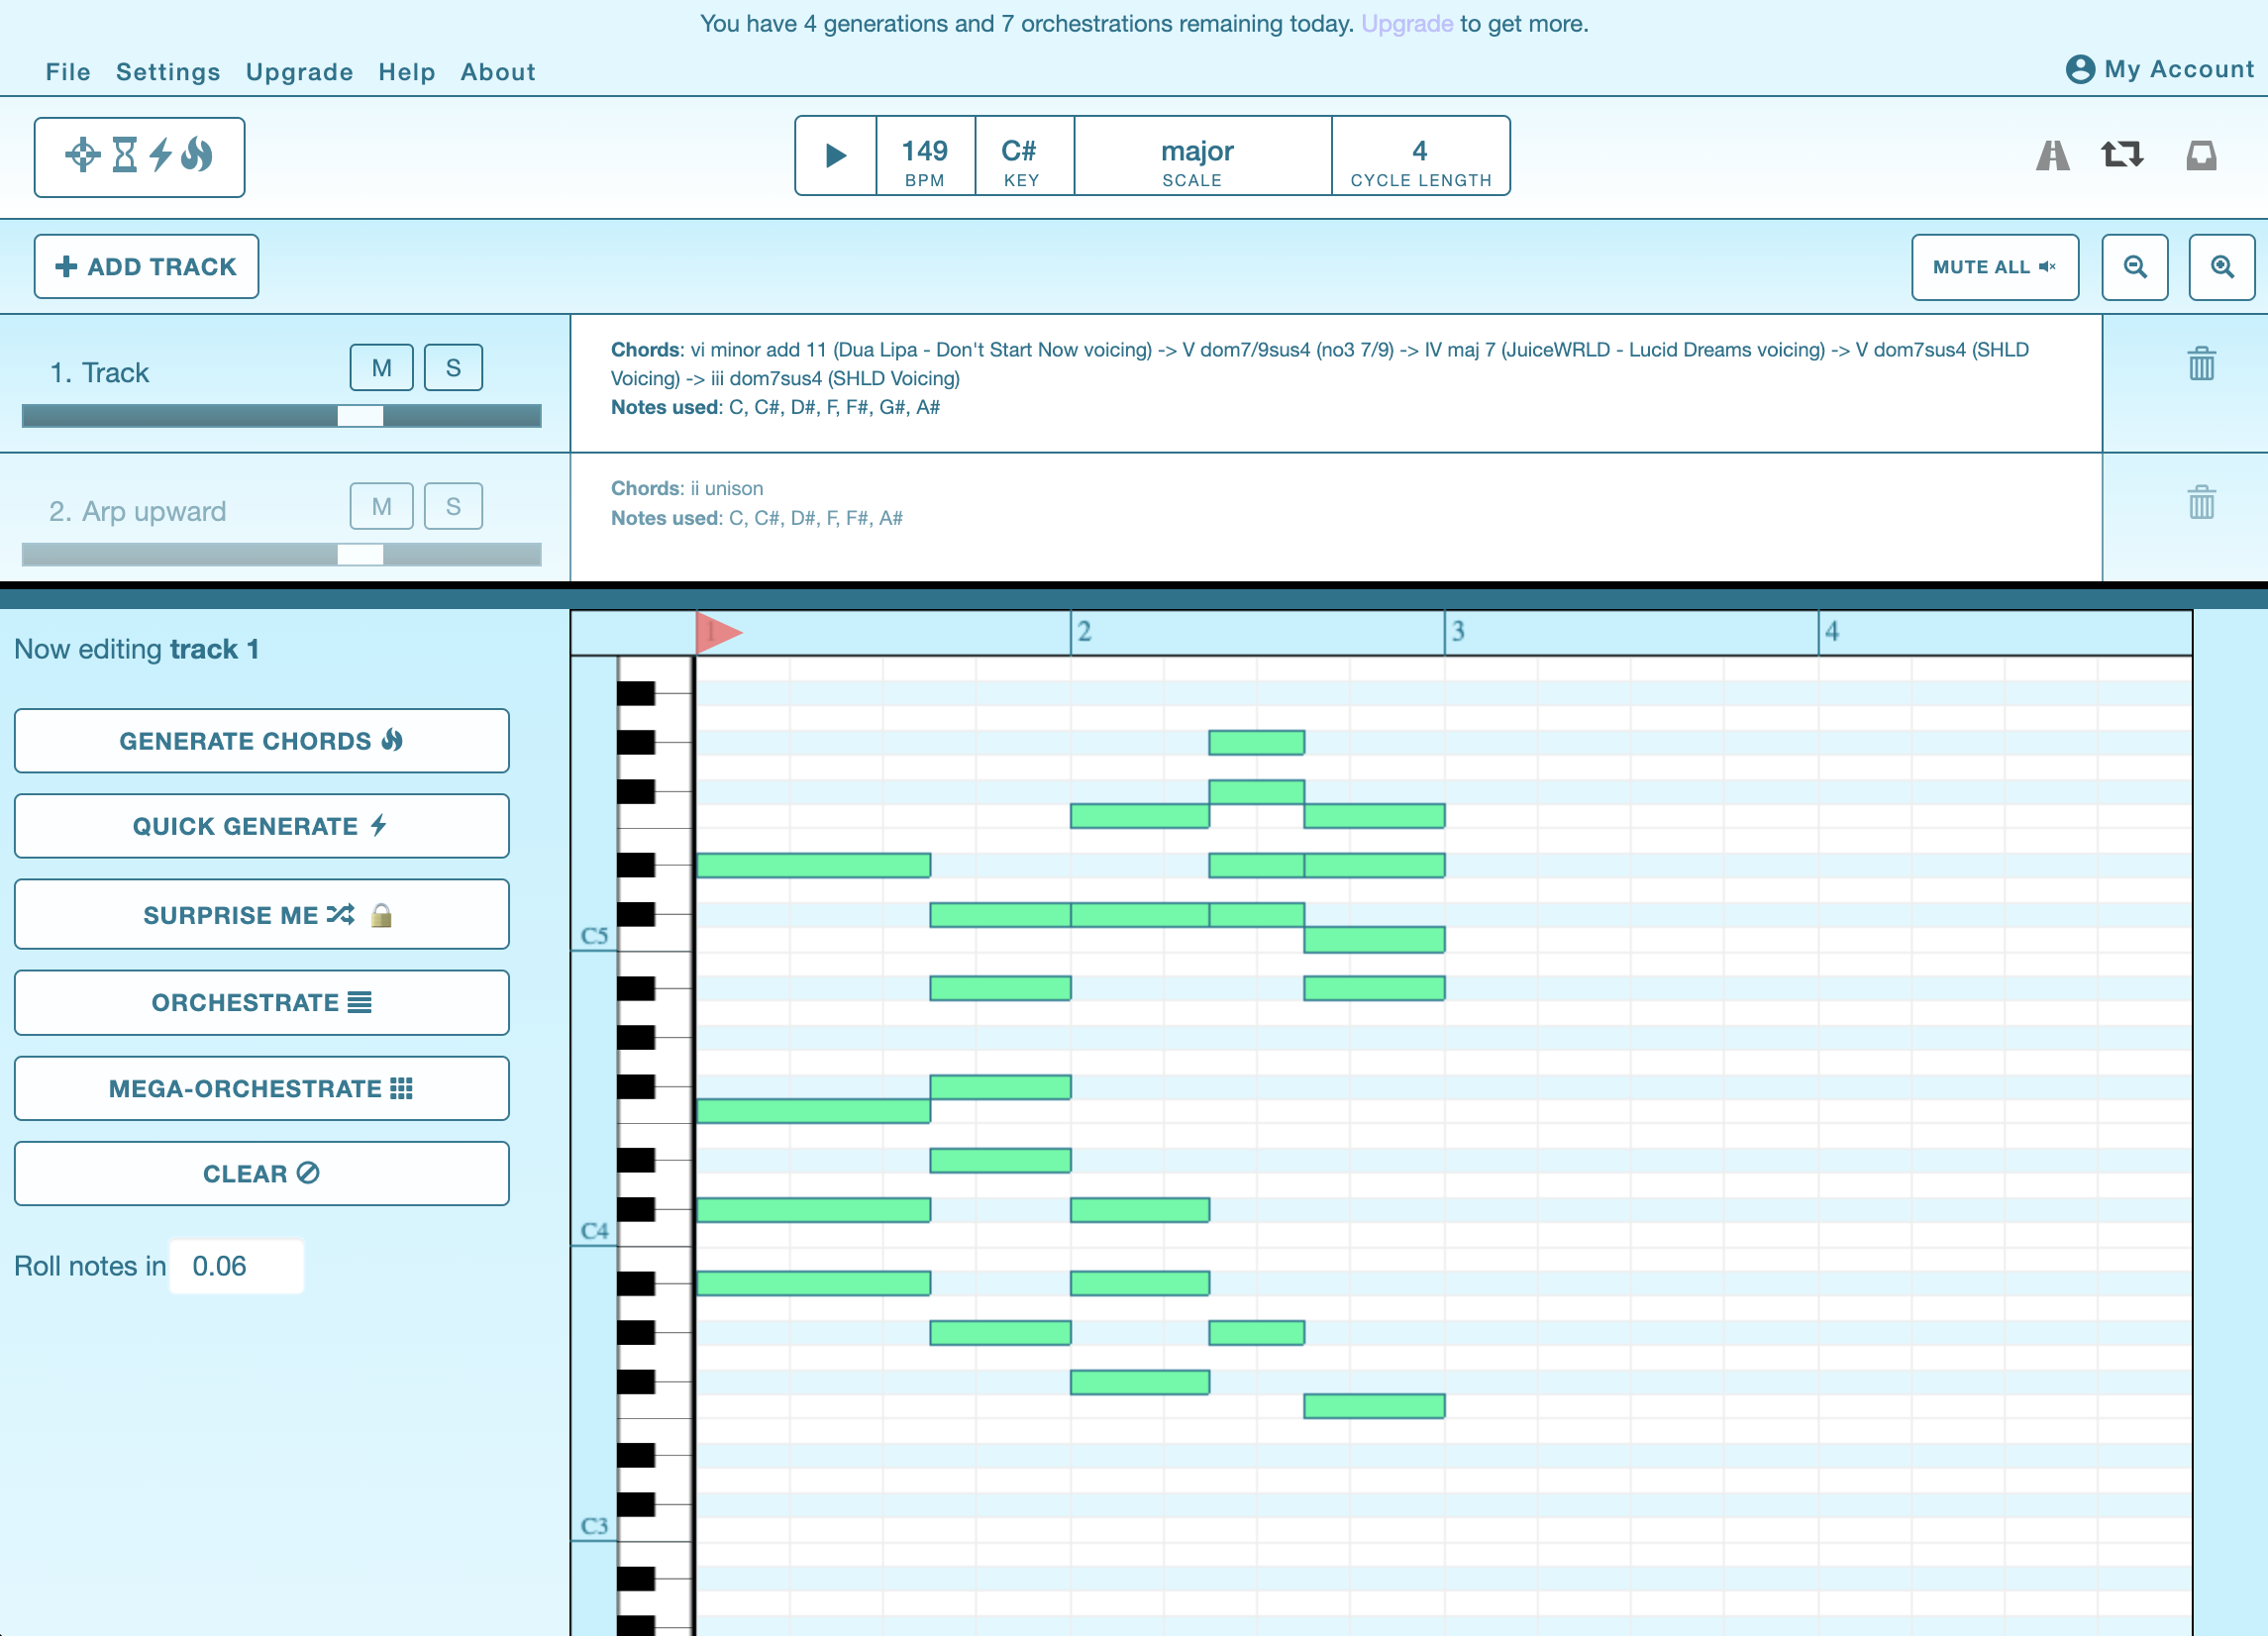 You have 4 generations and 7 orchestrations remaining today. Upgrade to get more.
File Settings Upgrade Help About
My Account
149 C# major 4
BPM KEY SCALE CYCLE LENGTH
ADD TRACK
MUTE ALL
1. Track M S
Chords: vi minor add 11 (Dua Lipa - Don't Start Now voicing) -> V dom7/9sus4 (no3 7/9) -> IV maj 7 (JuiceWRLD - Lucid Dreams voicing) -> V dom7sus4 (SHLD
Voicing) -> iii dom7sus4 (SHLD Voicing)
Notes used: C, C#, D#, F, F#, G#, A#
2. Arp upward M S
Chords: ii unison
Notes used: C, C#, D#, F, F#, A#
Now editing track 1
1 2 3 4
GENERATE CHORDS
QUICK GENERATE
SURPRISE ME
ORCHESTRATE
MEGA-ORCHESTRATE
CLEAR
Roll notes in 0.06
C5
C4
C3